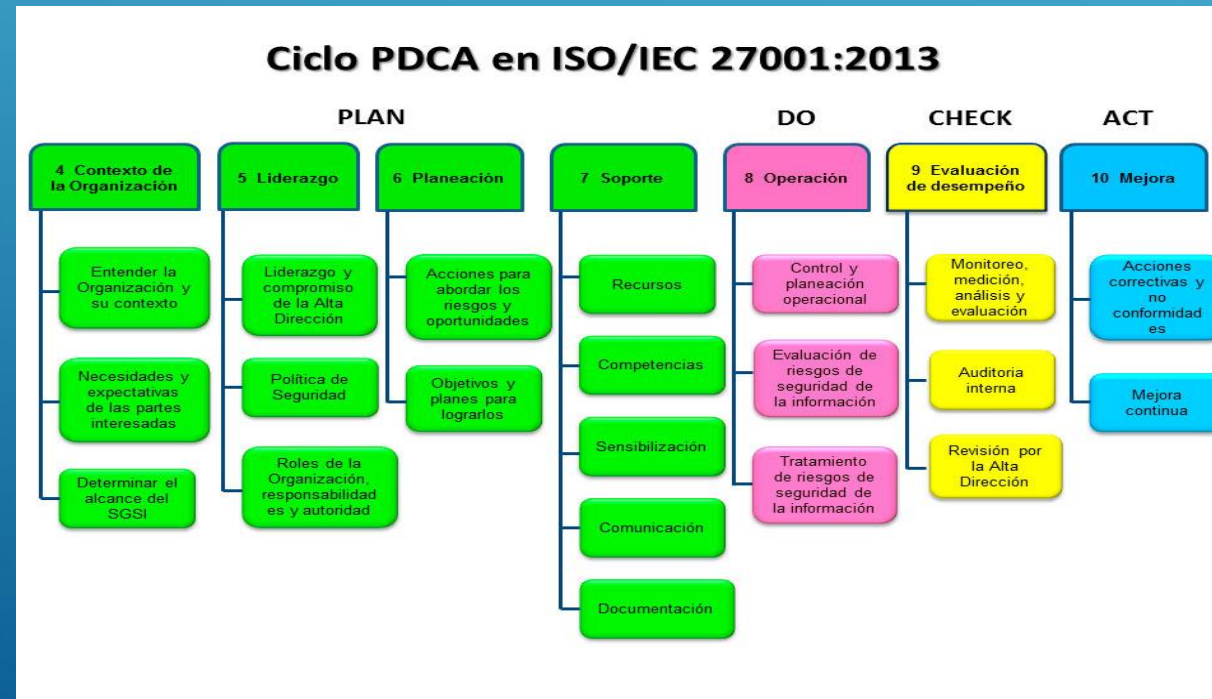 Ciclo PDCA en ISO/IEC 27001:2013
PLAN
DO
CHECK
ACT
4 Contexto de
la Organización
5 Liderazgo
6 Planeación
7 Soporte
8 Operación
9 Evaluación
de desempeño
10 Mejora
Entender la
Organización y
su contexto
Necesidades y
expectativas
de las partes
interesadas
Determinar el
alcance del
SGSI
Liderazgo y
compromiso
de la Alta
Dirección
Política de
Seguridad
Roles de la
Organización,
responsabilidad
es y autoridad
Acciones para
abordar los
riesgos y
oportunidades
Objetivos y
planes para
lograrlos
Recursos
Competencias
Sensibilización
Comunicación
Documentación
Control y
planeación
operacional
Evaluación de
riesgos de
seguridad de
la información
Tratamiento
de riesgos de
seguridad de
la información
Monitoreo,
medición,
análisis y
evaluación
Auditoria
interna
Revisión por
la Alta
Dirección
Acciones
correctivas y
no
conformidad
es
Mejora
continua